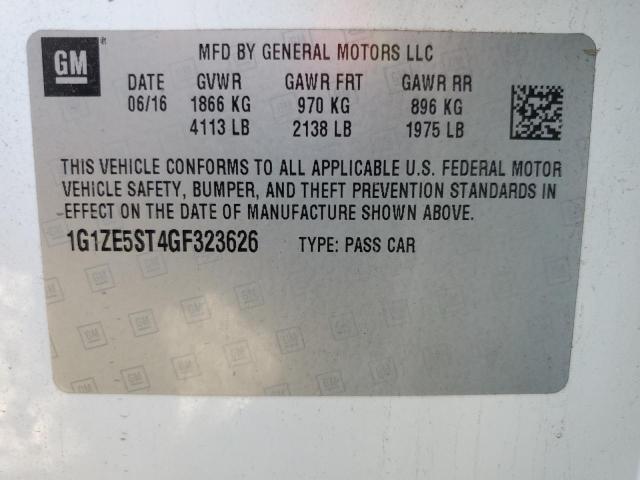 GM
MFD BY GENERAL MOTORS LLC
DATE GVWR GAWR FRT GAWR RR
06/16 1866 KG 970 KG 896 KG
4113 LB 2138 LB 1975 LB
THIS VEHICLE CONFORMS TO ALL APPLICABLE U.S. FEDERAL MOTOR
VEHICLE SAFETY, BUMPER, AND THEFT PREVENTION STANDARDS IN
EFFECT ON THE DATE OF MANUFACTURE SHOWN ABOVE.
1G1ZE5ST4GF323626 TYPE: PASS CAR